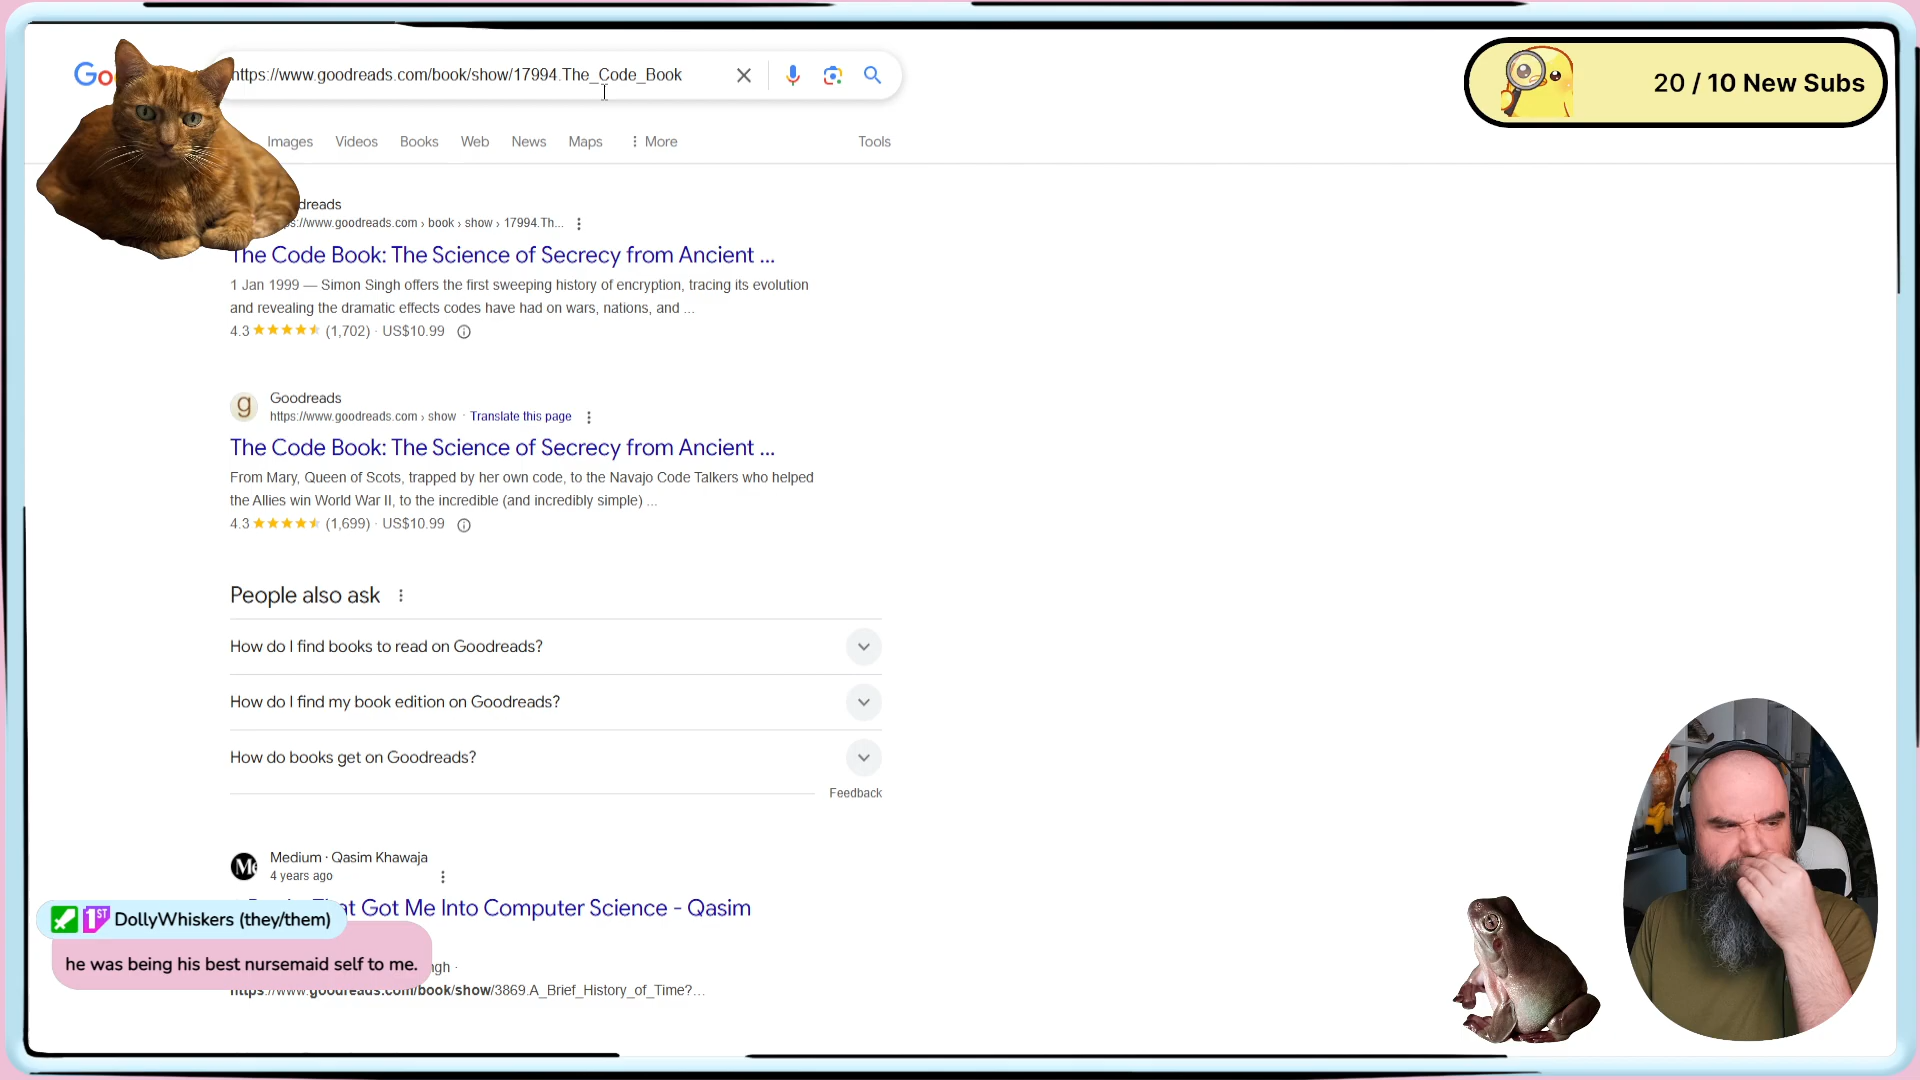 Go
https://www.goodreads.com/book/show/17994.The_Code_Book
20 / 10 New Subs
Images Videos Books Web News Maps More Tools
dreads
ps://www.goodreads.com › book › show › 17994.Th...
The Code Book: The Science of Secrecy from Ancient ...
1 Jan 1999 — Simon Singh offers the first sweeping history of encryption, tracing its evolution
and revealing the dramatic effects codes have had on wars, nations, and ...
4.3 (1,702) · US$10.99
g Goodreads
https://www.goodreads.com › show · Translate this page
The Code Book: The Science of Secrecy from Ancient ...
From Mary, Queen of Scots, trapped by her own code, to the Navajo Code Talkers who helped
the Allies win World War II, to the incredible (and incredibly simple) ...
4.3 (1,699) · US$10.99
People also ask
How do I find books to read on Goodreads?
How do I find my book edition on Goodreads?
How do books get on Goodreads?
Feedback
Medium · Qasim Khawaja
4 years ago
at Got Me Into Computer Science - Qasim
1ST DollyWhiskers (they/them)
he was being his best nursemaid self to me.
ngh ·
https://www.goodreads.com/book/show/3869.A_Brief_History_of_Time?...